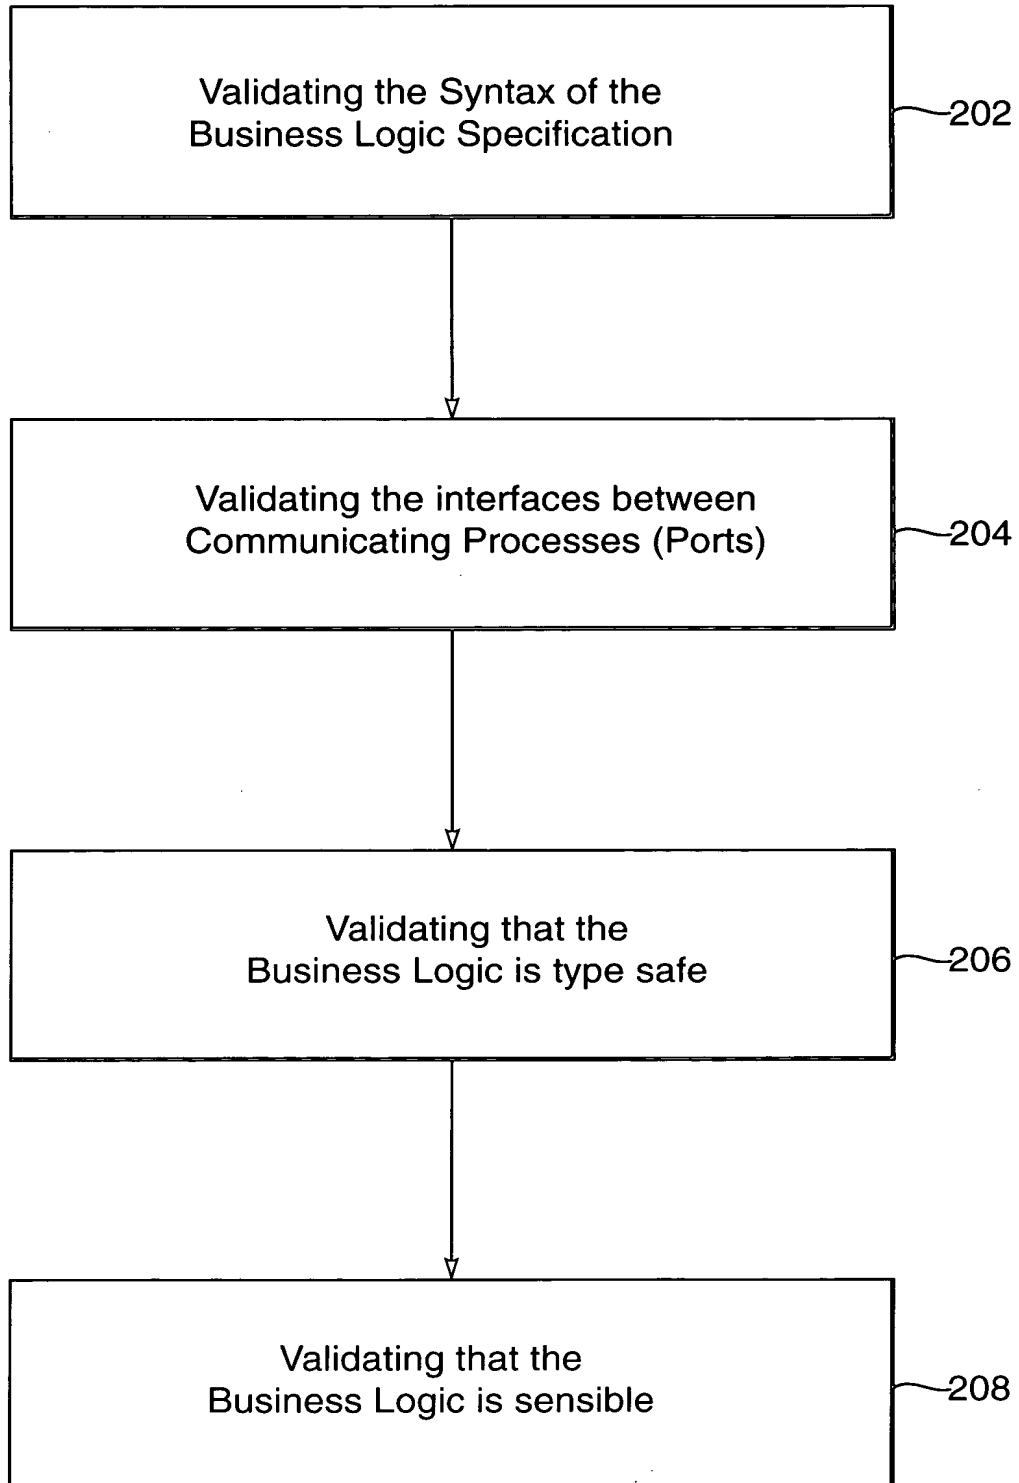 Validating the Syntax of the
Business Logic Specification
202
Validating the interfaces between
Communicating Processes (Ports)
204
Validating that the
Business Logic is type safe
206
Validating that the
Business Logic is sensible
208